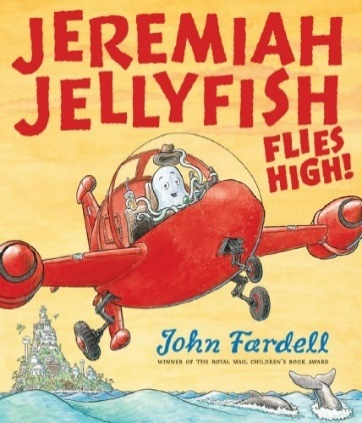 JEREMIAH
JELLYFISH
FLIES
HIGH!
John Fardell
WINNER OF THE ROYAL MAIL CHILDREN'S BOOK AWARD